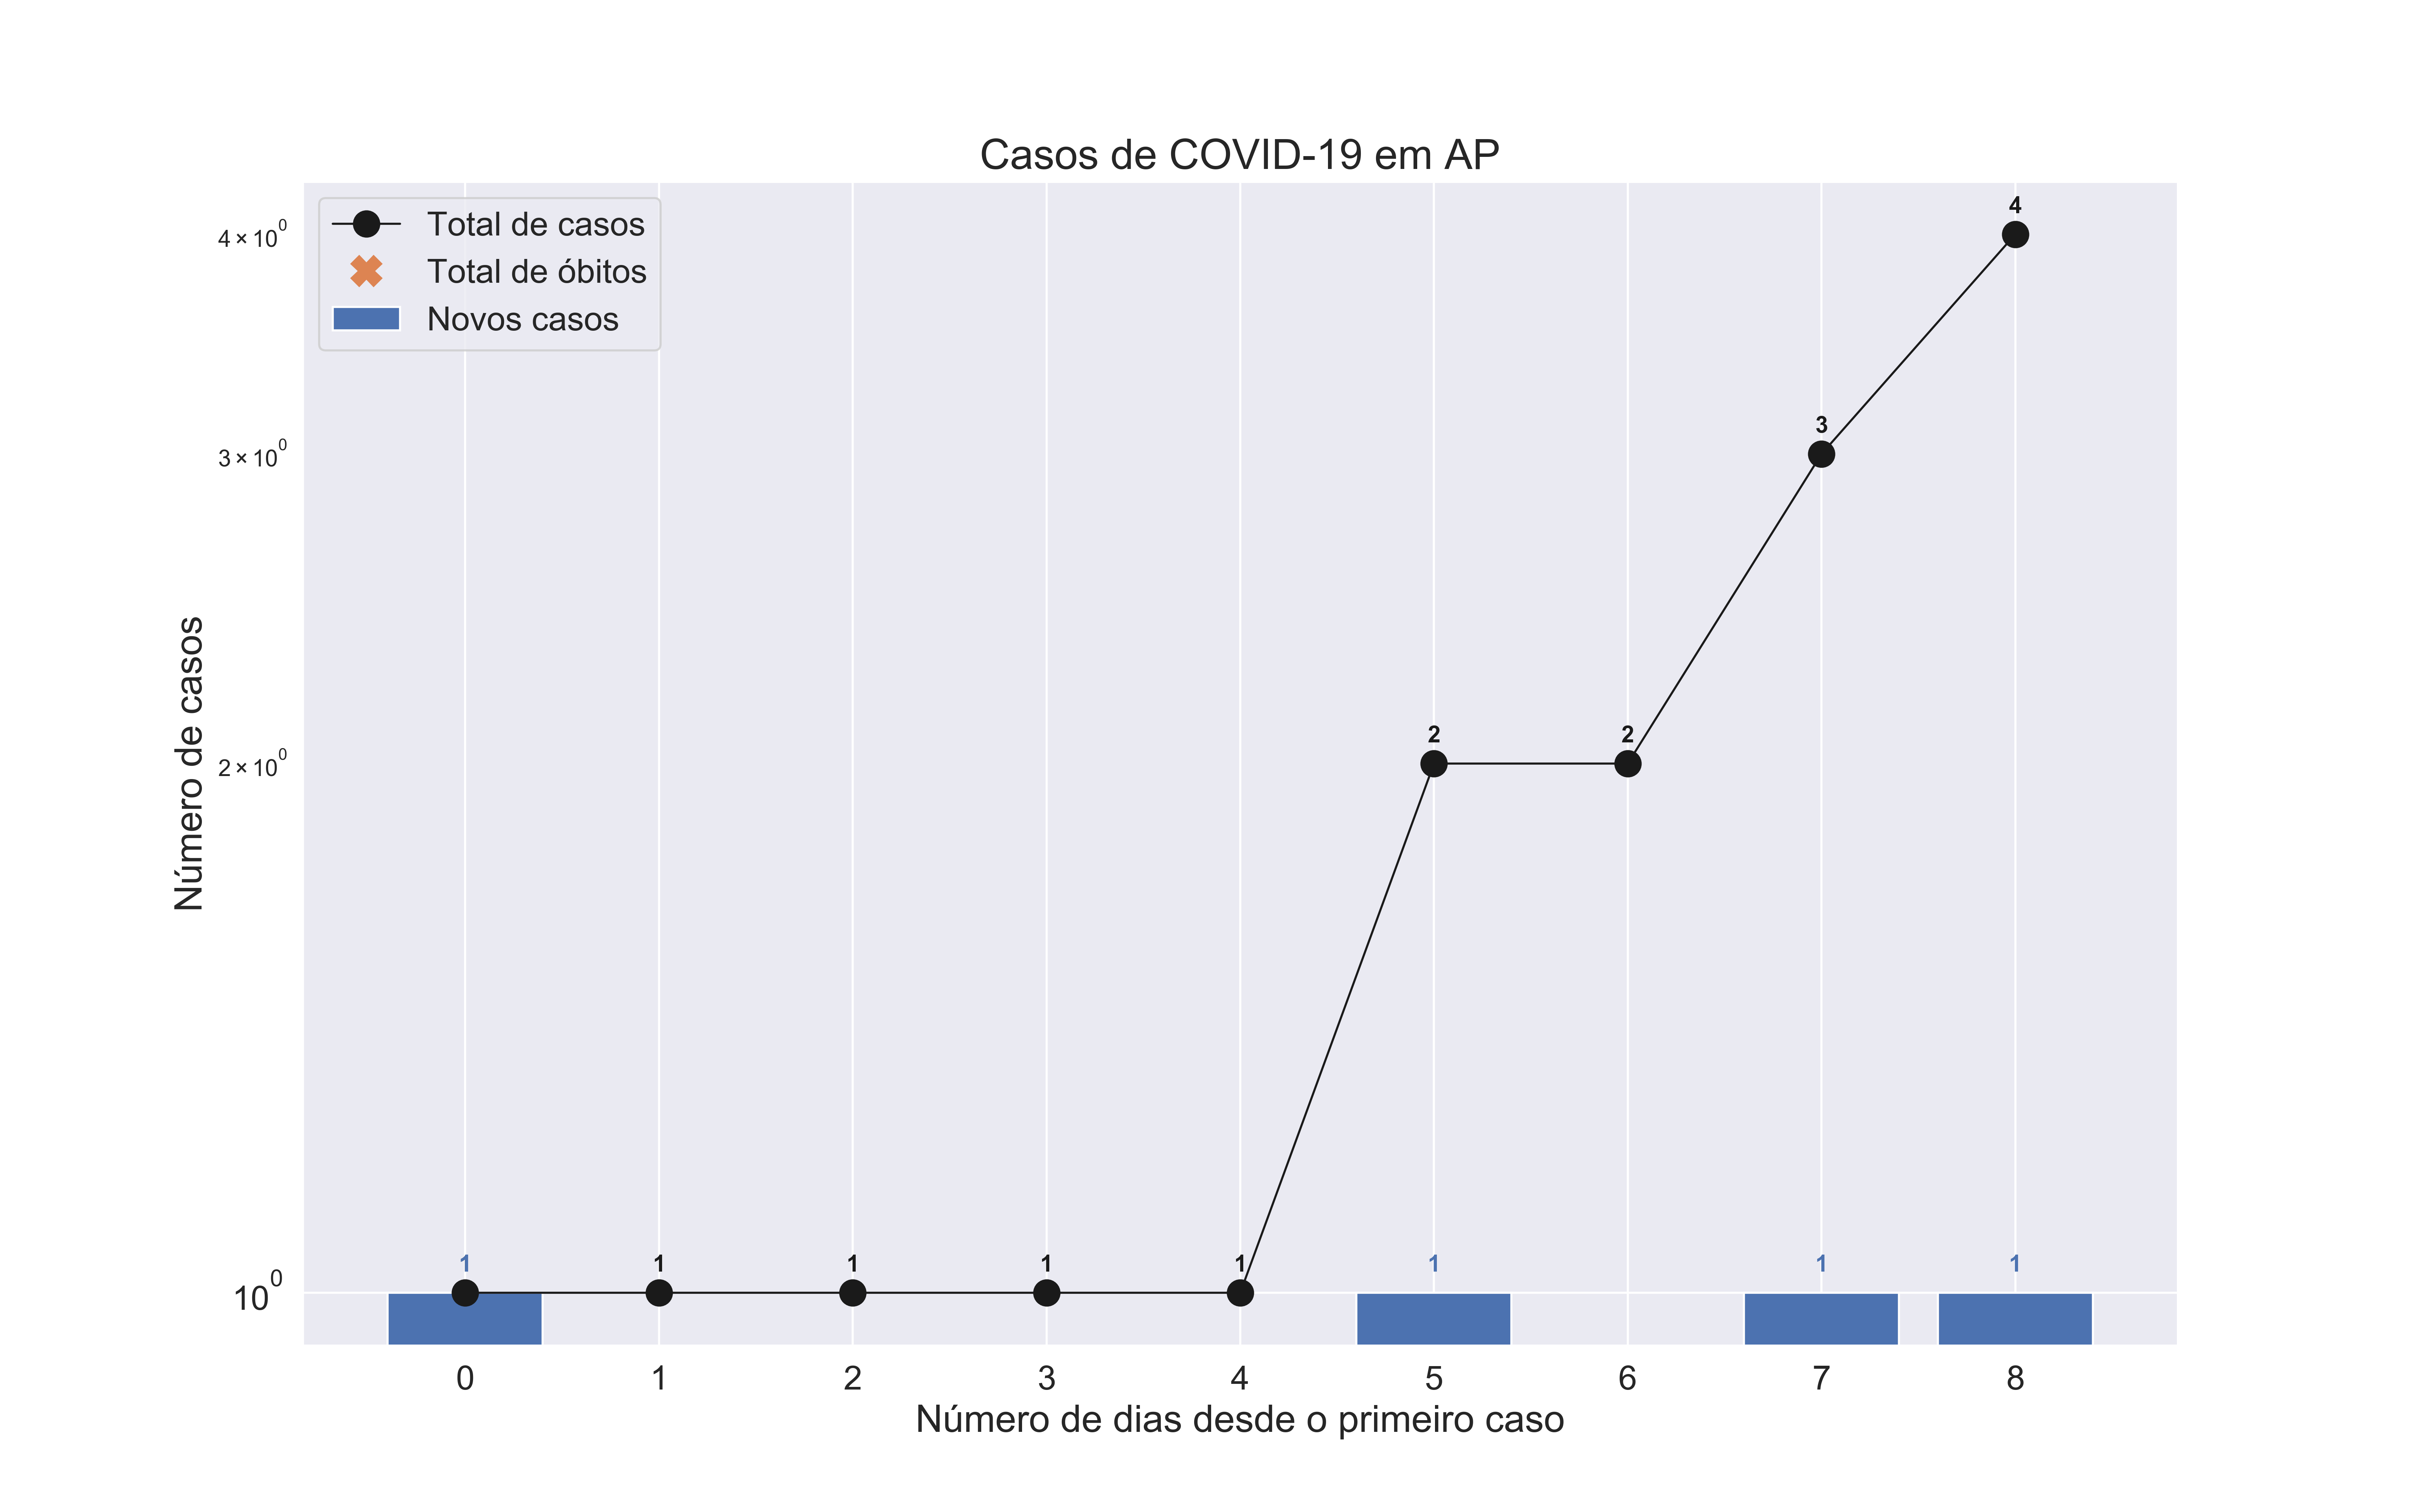 Casos de COVID-19 em AP
Total de casos
Total de óbitos
Novos casos
Número de casos
4 × 10⁰
3 × 10⁰
2 × 10⁰
10⁰
4
3
2 2
1 1 1 1 1 1 1 1
0 1 2 3 4 5 6 7 8
Número de dias desde o primeiro caso